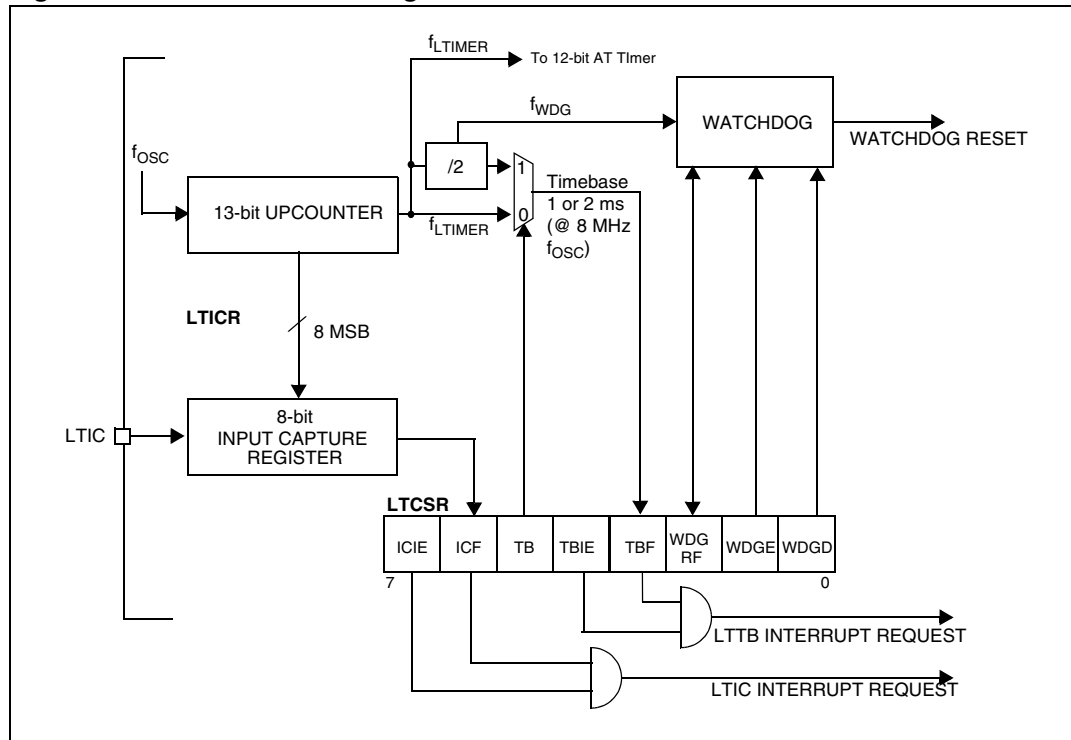 fLTIMER
To 12-bit AT TImer
fWDG
WATCHDOG
WATCHDOG RESET
fOSC
/2
1
0
Timebase
1 or 2 ms
(@ 8 MHz
fOSC)
13-bit UPCOUNTER
fLTIMER
LTICR
8 MSB
LTIC
8-bit
INPUT CAPTURE
REGISTER
LTCSR
ICIE ICF TB TBIE TBF WDG RF WDGE WDGD
7 0
LTTB INTERRUPT REQUEST
LTIC INTERRUPT REQUEST